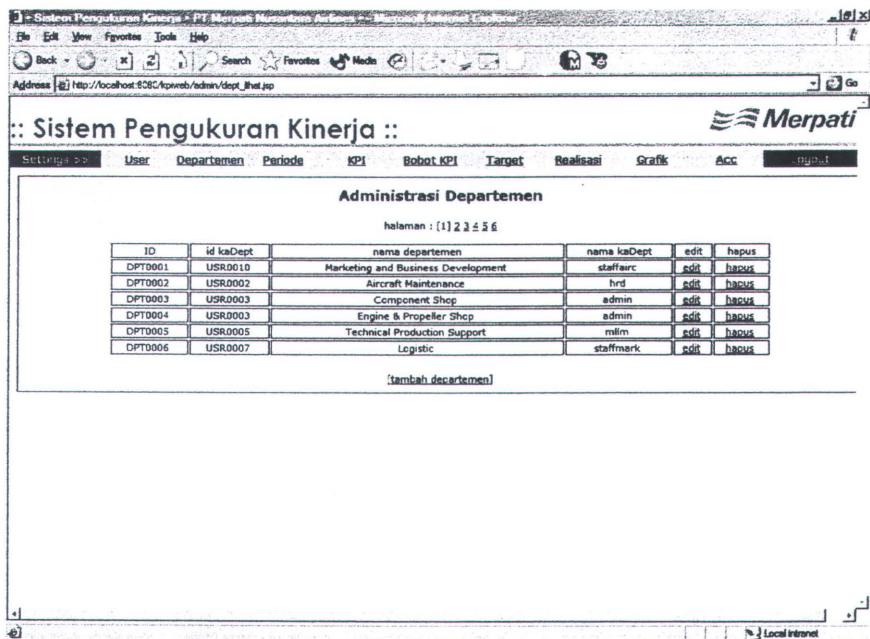 - Sistem Pengukuran Kinerja - PT Merpati Nusantara Airlines - Microsoft Internet Explorer
File Edit View Favorites Tools Help
Back Search Favorites Media
Address http://localhost:8080/kpiweb/admin/dept_lihat.jsp Go
:: Sistem Pengukuran Kinerja :: Merpati
Settings >> User Departemen Periode KPI Bobot KPI Target Realisasi Grafik Acc Logout
Administrasi Departemen
halaman : [1] 2 3 4 5 6
ID id kaDept nama departemen nama kaDept edit hapus
DPT0001 USR0010 Marketing and Business Development staffairc edit hapus
DPT0002 USR0002 Aircraft Maintenance hrd edit hapus
DPT0003 USR0003 Component Shop admin edit hapus
DPT0004 USR0003 Engine & Propeller Shop admin edit hapus
DPT0005 USR0005 Technical Production Support edit hapus
DPT0006 USR0007 Logistic staffmark edit hapus
[tambah departemen]
Local intranet